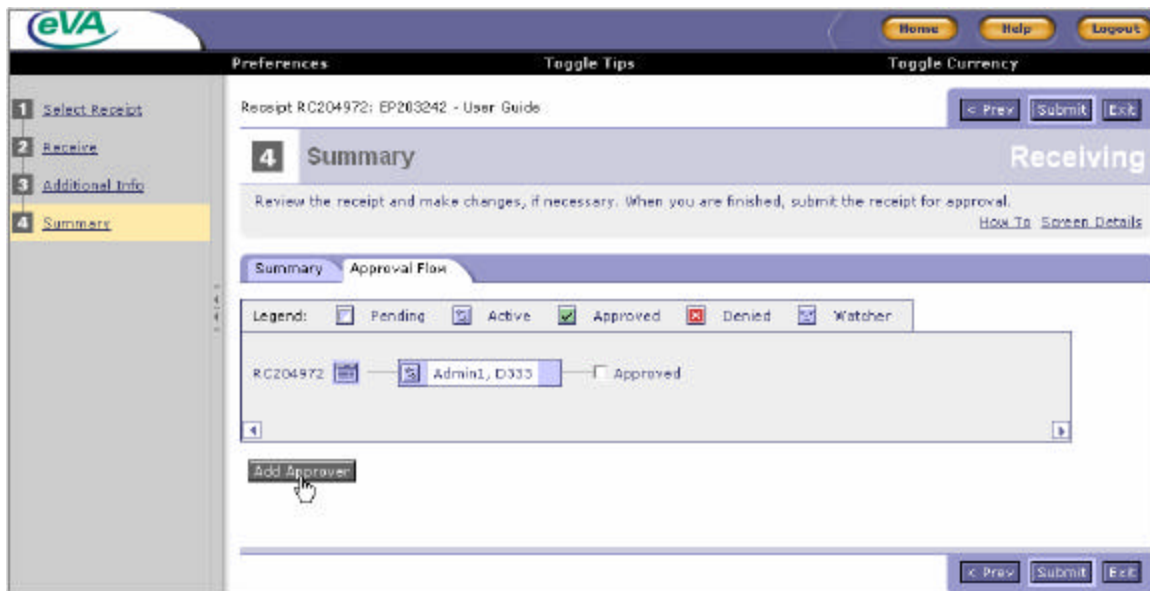 eVA
Home Help Logout
Preferences Toggle Tips Toggle Currency
1 Select Receipt
2 Receive
3 Additional Info
4 Summary
Receipt RC204972: EP203242 - User Guide
< Prev Submit Exit
4 Summary Receiving
Review the receipt and make changes, if necessary. When you are finished, submit the receipt for approval.
How To Screen Details
Summary Approval Flow
Legend: Pending Active Approved Denied Watcher
RC204972 Admin1, D333 Approved
Add Approver
< Prev Submit Exit